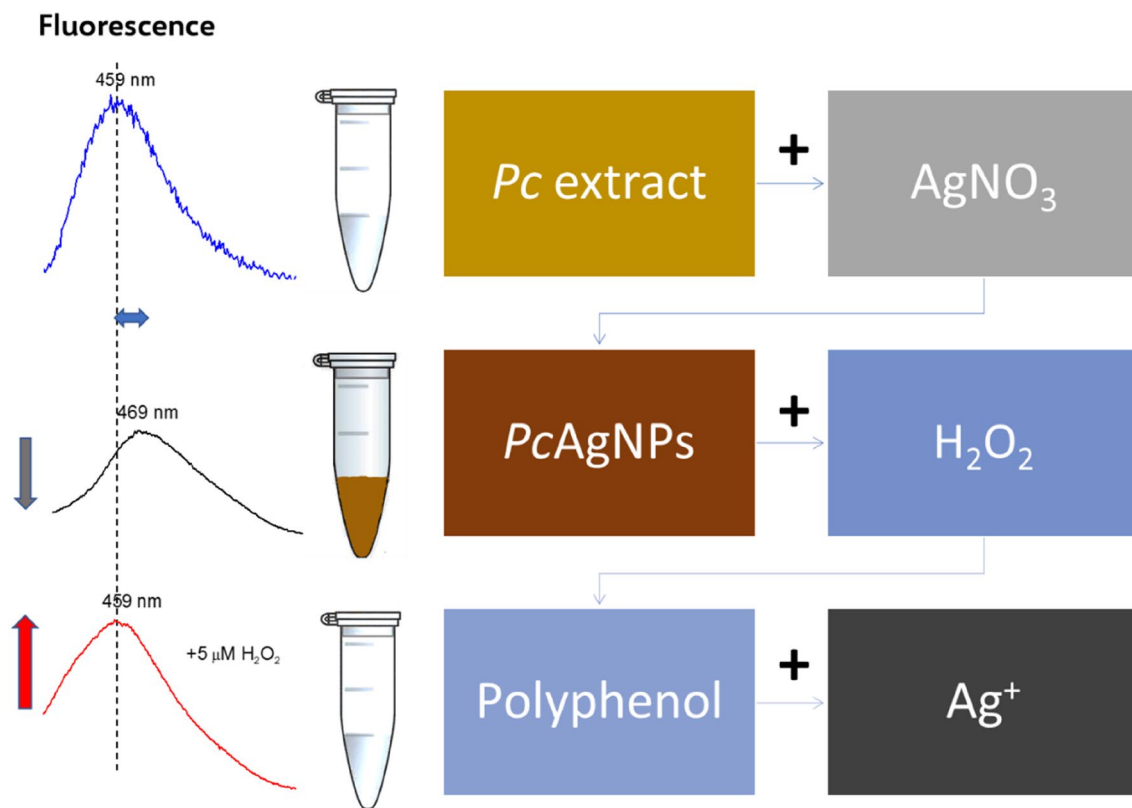 Fluorescence
459 nm
Pc extract
+
AgNO₃
469 nm
PcAgNPs
+
H₂O₂
459 nm
+5 μM H₂O₂
Polyphenol
+
Ag⁺